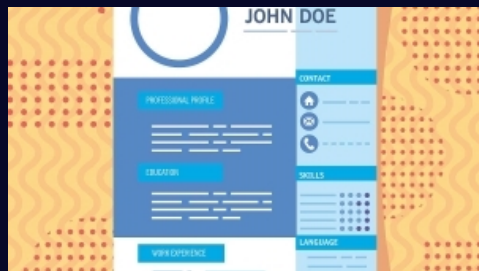 JOHN DOE
CONTACT
PROFESSIONAL PROFILE
EDUCATION
SKILLS
LANGUAGE
WORK EXPERIENCE